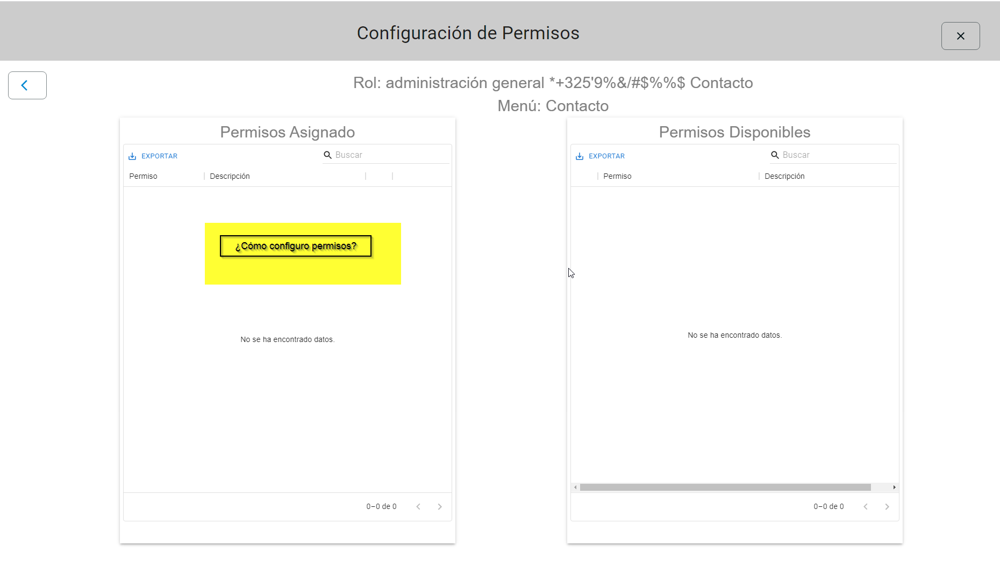 Configuración de Permisos
Rol: administración general *+325'9%&/#$%%$ Contacto
Menú: Contacto
Permisos Asignado
EXPORTAR
Buscar
Permiso
Descripción
¿Cómo configuro permisos?
No se ha encontrado datos.
0–0 de 0
Permisos Disponibles
EXPORTAR
Buscar
Permiso
Descripción
No se ha encontrado datos.
0–0 de 0